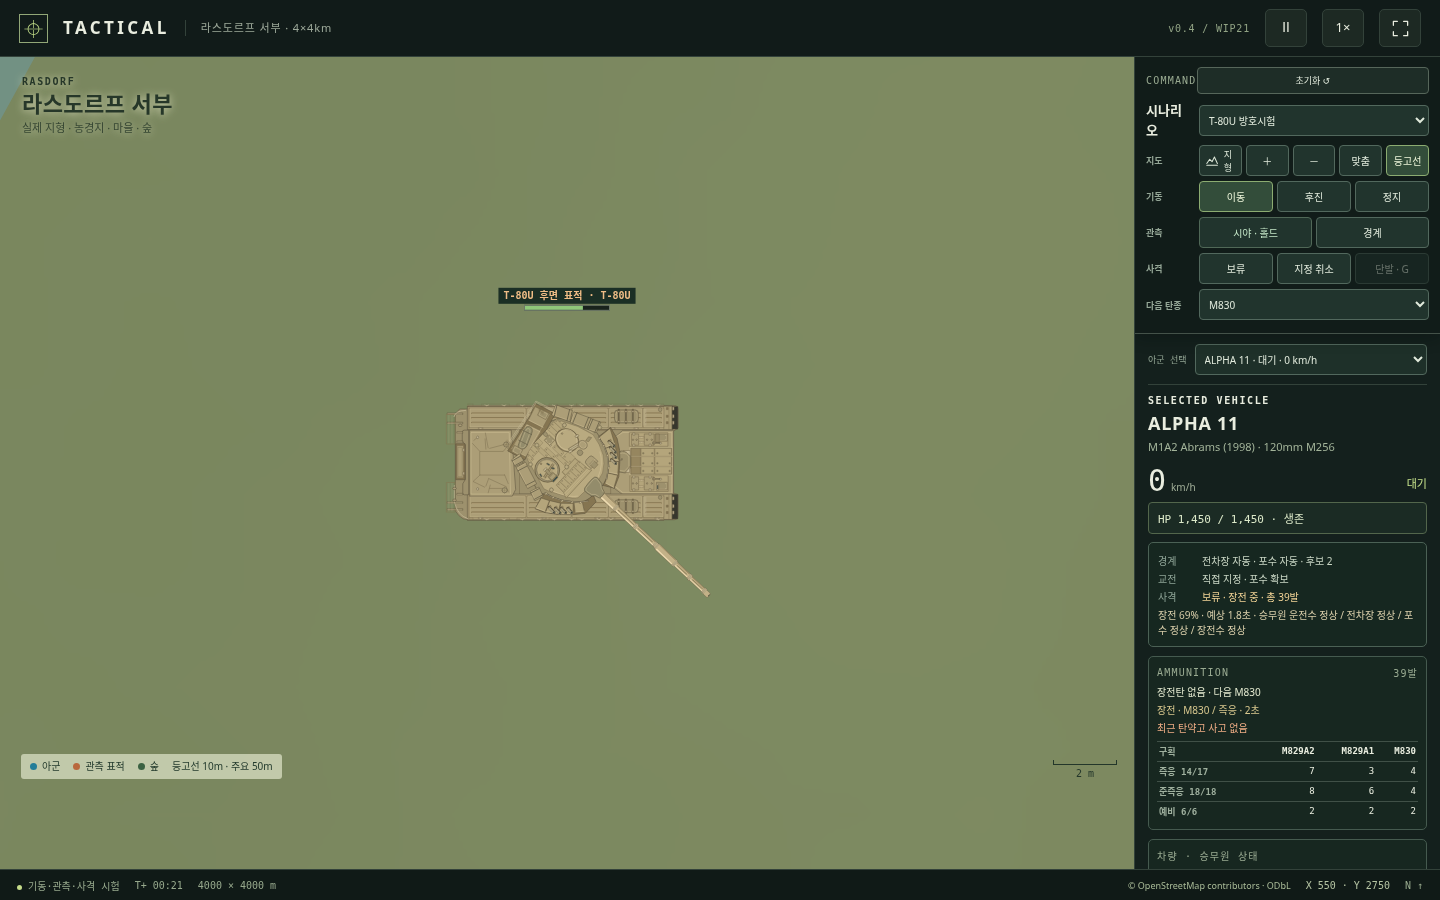 TACTICAL
라스도르프 서부 · 4×4km
v0.4 / WIP21
II
1×
RASDORF
라스도르프 서부
실제 지형 · 농경지 · 마을 · 숲
T-80U 후면 표적 · T-80U
아군
관측 표적
숲
등고선 10m · 주요 50m
2 m
COMMAND
초기화 ↺
시나리오
T-80U 방호시험
지도
지형
+
−
맞춤
등고선
기동
이동
후진
정지
관측
시야 · 홀드
경계
사격
보류
지정 취소
단발 · G
다음 탄종
M830
아군 선택
ALPHA 11 · 대기 · 0 km/h
SELECTED VEHICLE
ALPHA 11
M1A2 Abrams (1998) · 120mm M256
0 km/h
대기
HP 1,450 / 1,450 · 생존
경계 전차장 자동 · 포수 자동 · 후보 2
교전 직접 지정 · 포수 확보
사격 보류 · 장전 중 · 총 39발
장전 69% · 예상 1.8초 · 승무원 운전수 정상 / 전차장 정상 / 포
수 정상 / 장전수 정상
AMMUNITION 39발
장전탄 없음 · 다음 M830
장전 · M830 / 즉응 · 2초
최근 탄약고 사고 없음
구획 M829A2 M829A1 M830
즉응 14/17 7 3 4
준즉응 18/18 8 6 4
예비 6/6 2 2 2
차량 · 승무원 상태
기동·관측·사격 시험
T+ 00:21
4000 × 4000 m
© OpenStreetMap contributors · ODbL
X 550 · Y 2750
N ↑